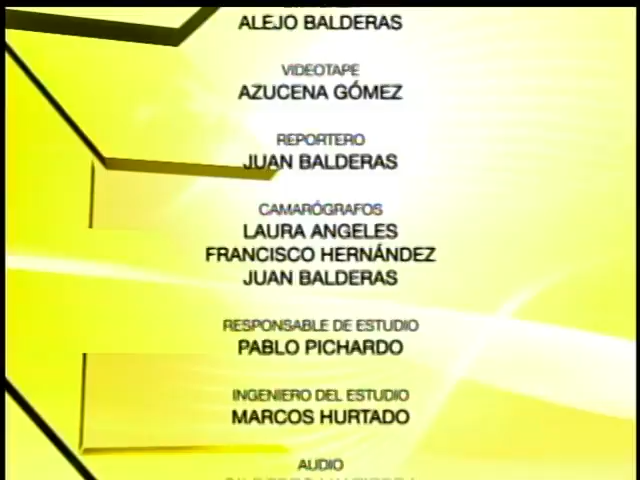 ALEJO BALDERAS
VIDEOTAPE
AZUCENA GÓMEZ
REPORTERO
JUAN BALDERAS
CAMARÓGRAFOS
LAURA ANGELES
FRANCISCO HERNÁNDEZ
JUAN BALDERAS
RESPONSABLE DE ESTUDIO
PABLO PICHARDO
INGENIERO DEL ESTUDIO
MARCOS HURTADO
AUDIO